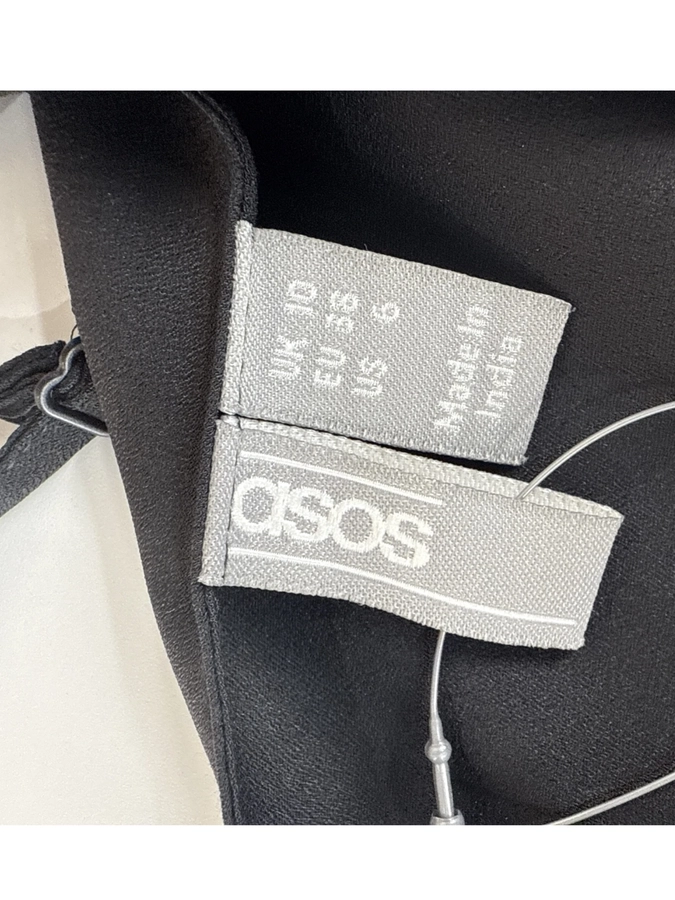 UK 10
EU 38
US 6
Made In
India
asos